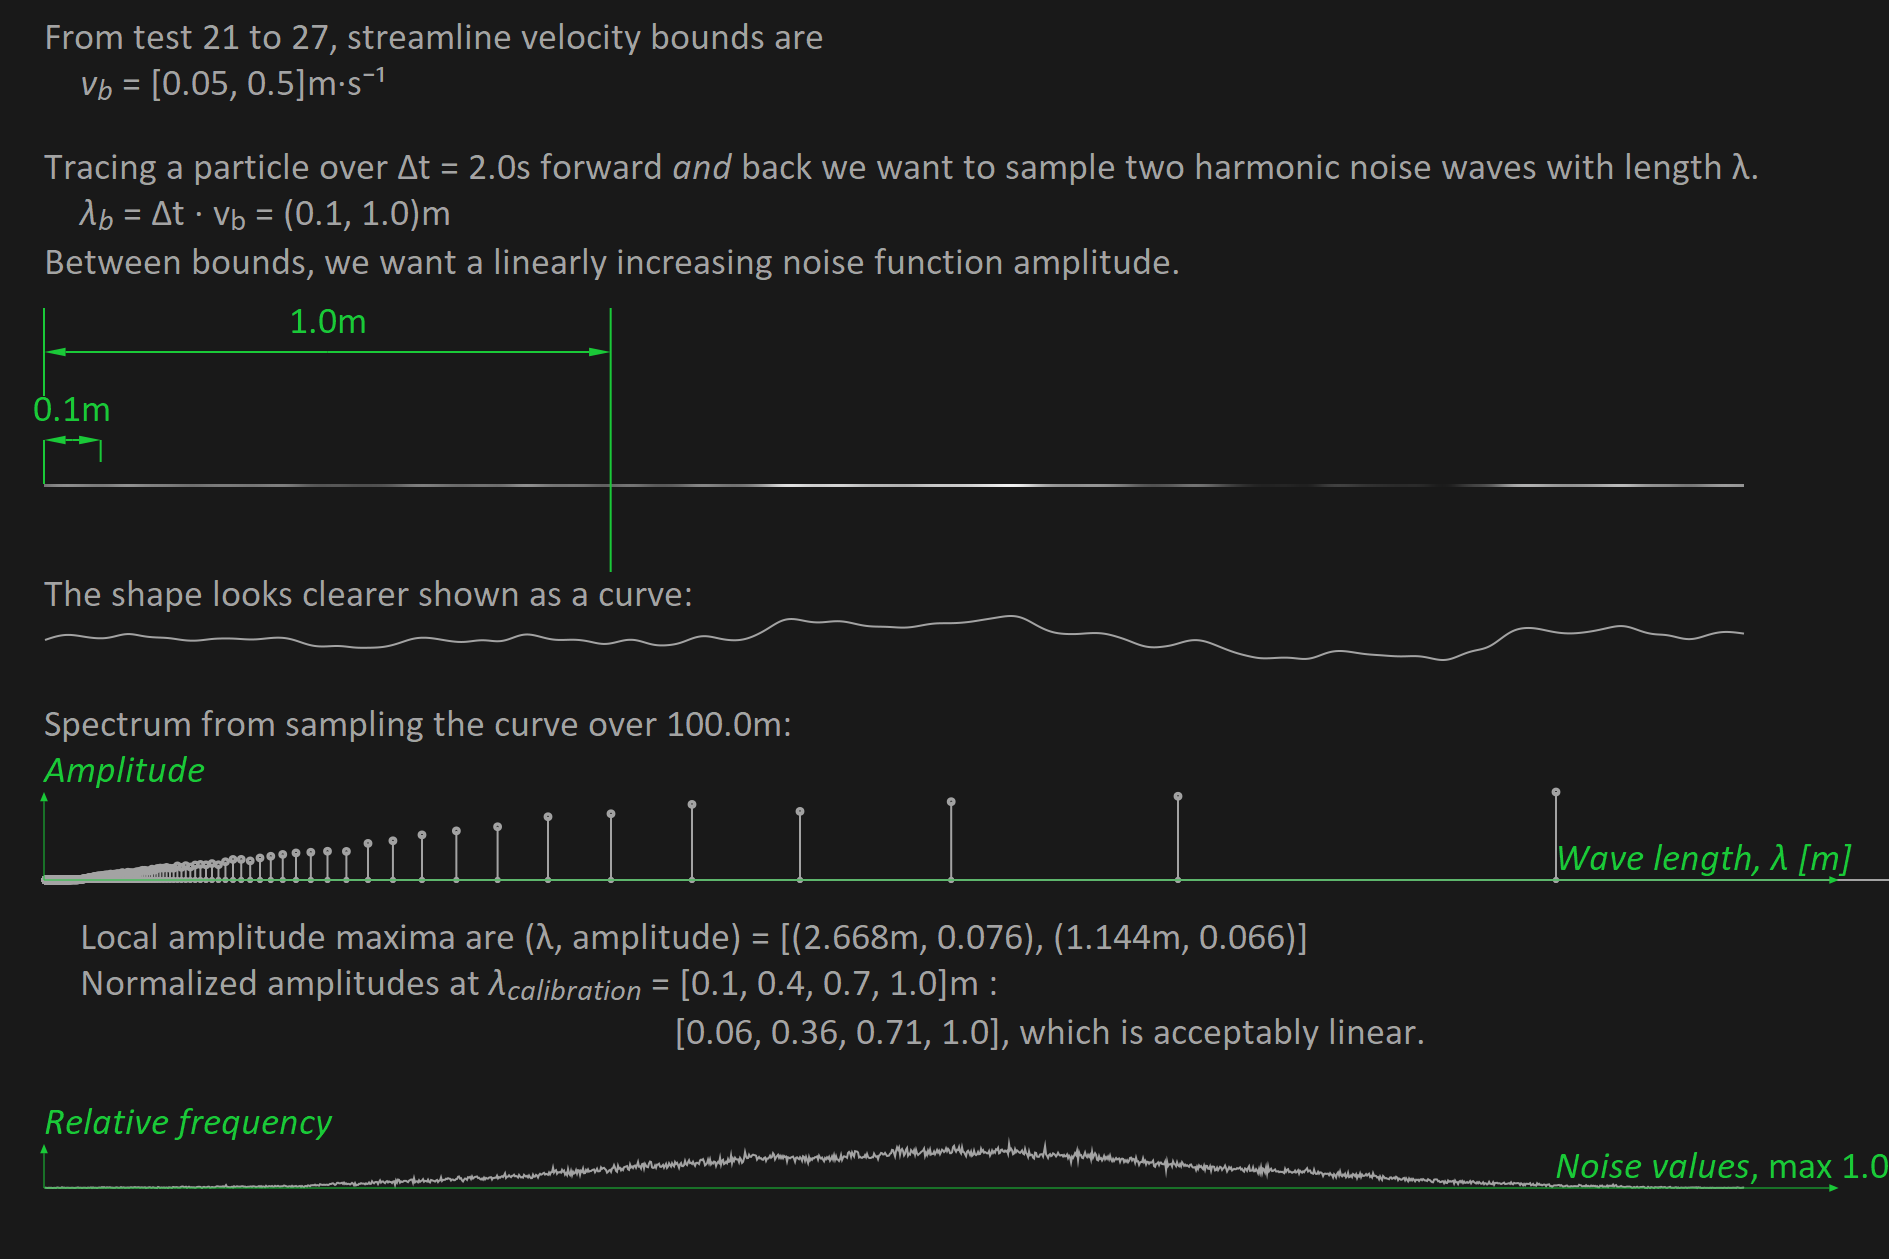 From test 21 to 27, streamline velocity bounds are
v_b = [0.05, 0.5]m·s⁻¹
Tracing a particle over Δt = 2.0s forward and back we want to sample two harmonic noise waves with length λ.
λ_b = Δt · v_b = (0.1, 1.0)m
Between bounds, we want a linearly increasing noise function amplitude.
1.0m
0.1m
The shape looks clearer shown as a curve:
Spectrum from sampling the curve over 100.0m:
Amplitude
Wave length, λ [m]
Local amplitude maxima are (λ, amplitude) = [(2.668m, 0.076), (1.144m, 0.066)]
Normalized amplitudes at λ_calibration = [0.1, 0.4, 0.7, 1.0]m :
[0.06, 0.36, 0.71, 1.0], which is acceptably linear.
Relative frequency
Noise values, max 1.0